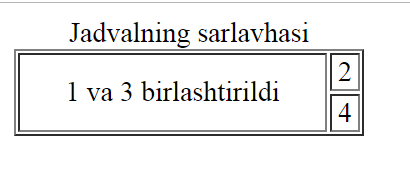 Jadvalning sarlavhasi
1 va 3 birlashtirildi
2
4